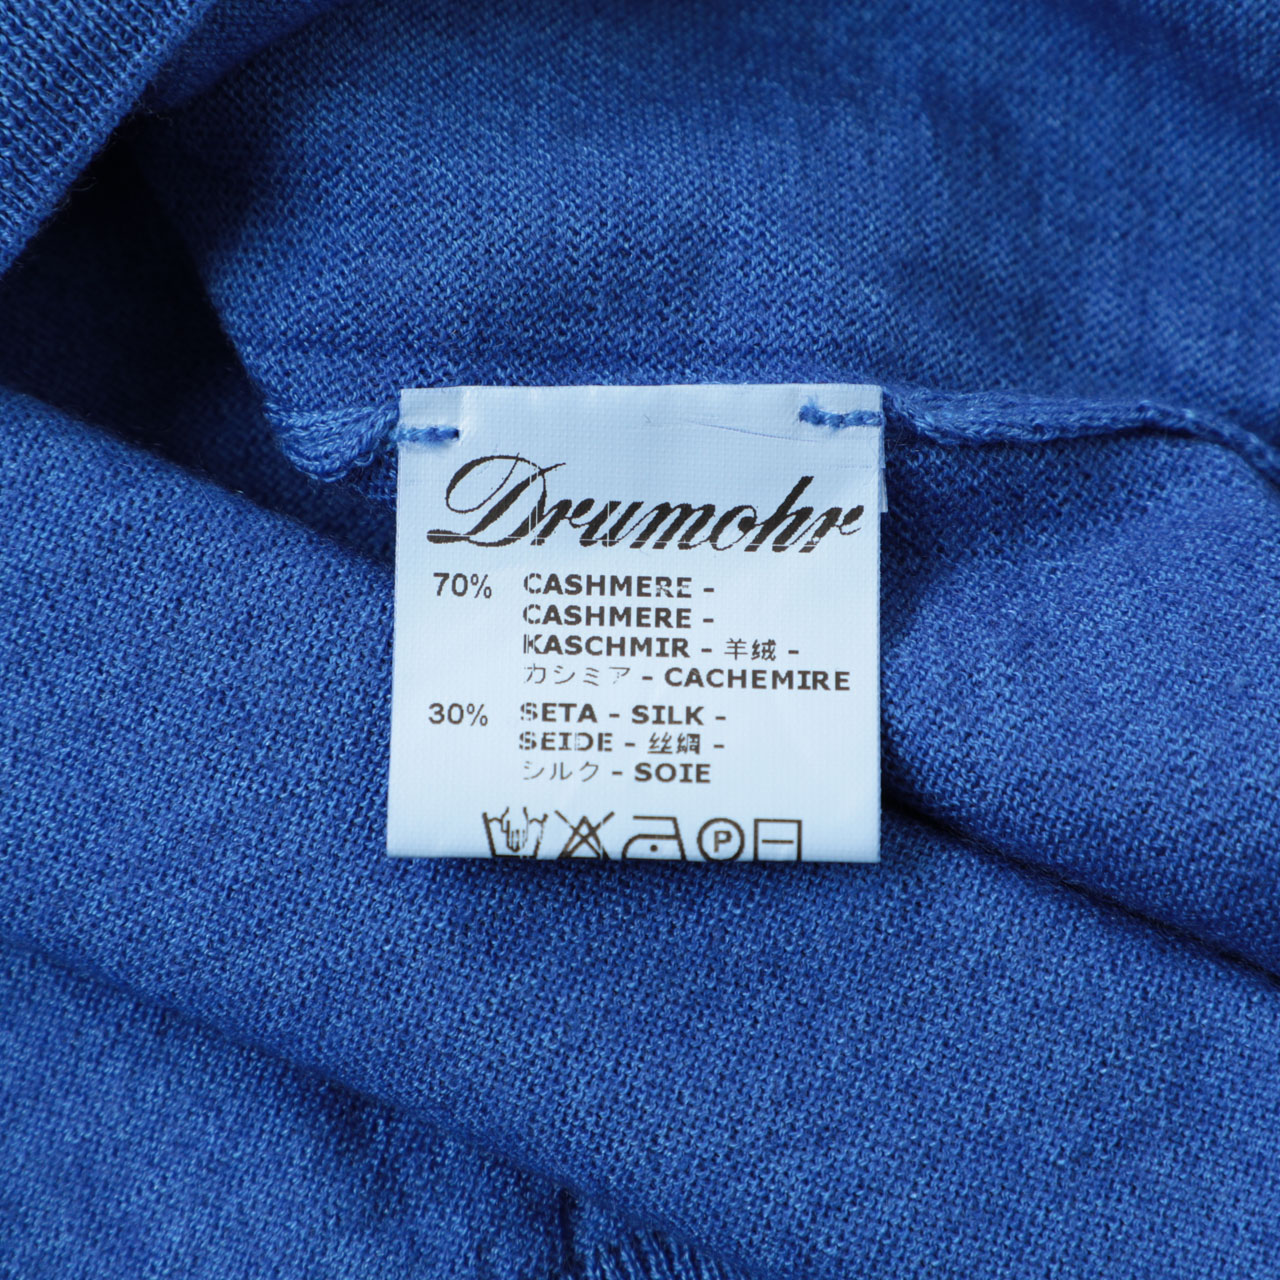 Drumohr
70% CASHMERE -
CASHMERE -
KASCHMIR - 羊绒 -
カシミア - CACHEMIRE
30% SETA - SILK -
SEIDE - 丝綢 -
シルク - SOIE
P